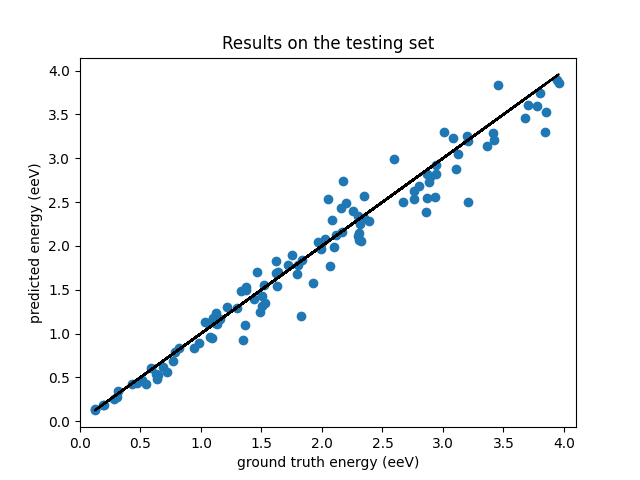 Results on the testing set
predicted energy (eeV)
4.0
3.5
3.0
2.5
2.0
1.5
1.0
0.5
0.0
0.0 0.5 1.0 1.5 2.0 2.5 3.0 3.5 4.0
ground truth energy (eeV)